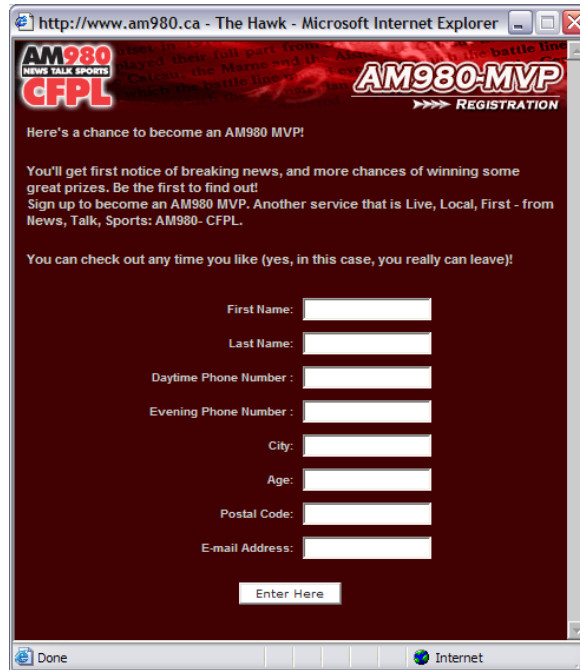 http://www.am980.ca - The Hawk - Microsoft Internet Explorer
AM980
NEWS TALK SPORTS
CFPL
AM980-MVP
REGISTRATION
Here's a chance to become an AM980 MVP!
You'll get first notice of breaking news, and more chances of winning some
great prizes. Be the first to find out!
Sign up to become an AM980 MVP. Another service that is Live, Local, First - from
News, Talk, Sports: AM980- CFPL.
You can check out any time you like (yes, in this case, you really can leave)!
First Name:
Last Name:
Daytime Phone Number :
Evening Phone Number :
City:
Age:
Postal Code:
E-mail Address:
Enter Here
Done
Internet